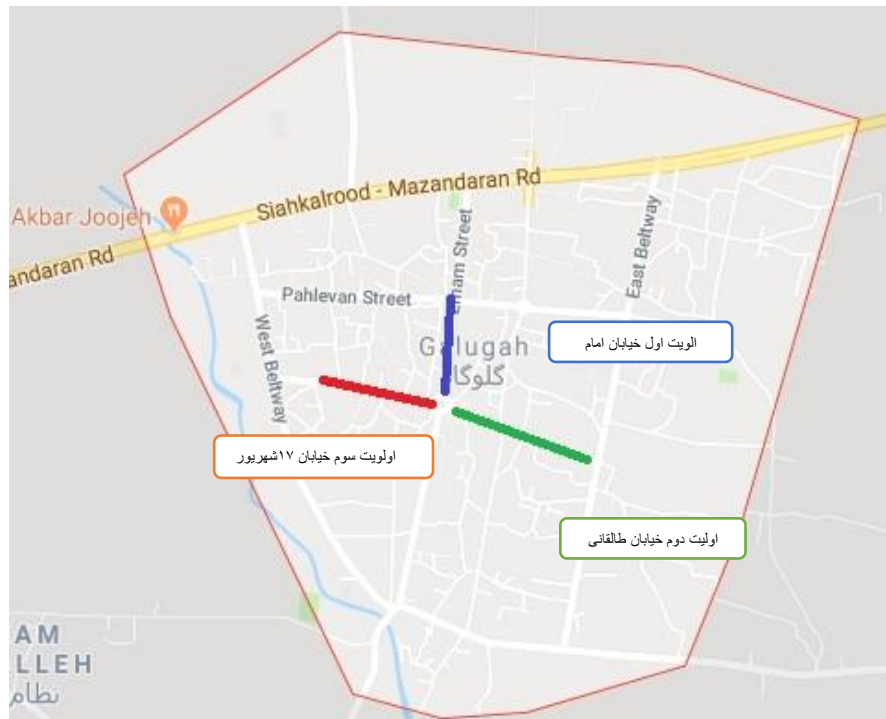 Siahkalrood - Mazandaran Rd
Akbar Joojeh
andaran Rd
Emam Street
East Beltway
Pahlevan Street
West Beltway
Galugah
گلوگاه
الویت اول خیابان امام
اولویت سوم خیابان ۱۷شهریور
اولیت دوم خیابان طالقانی
AM
LLEH
نظام